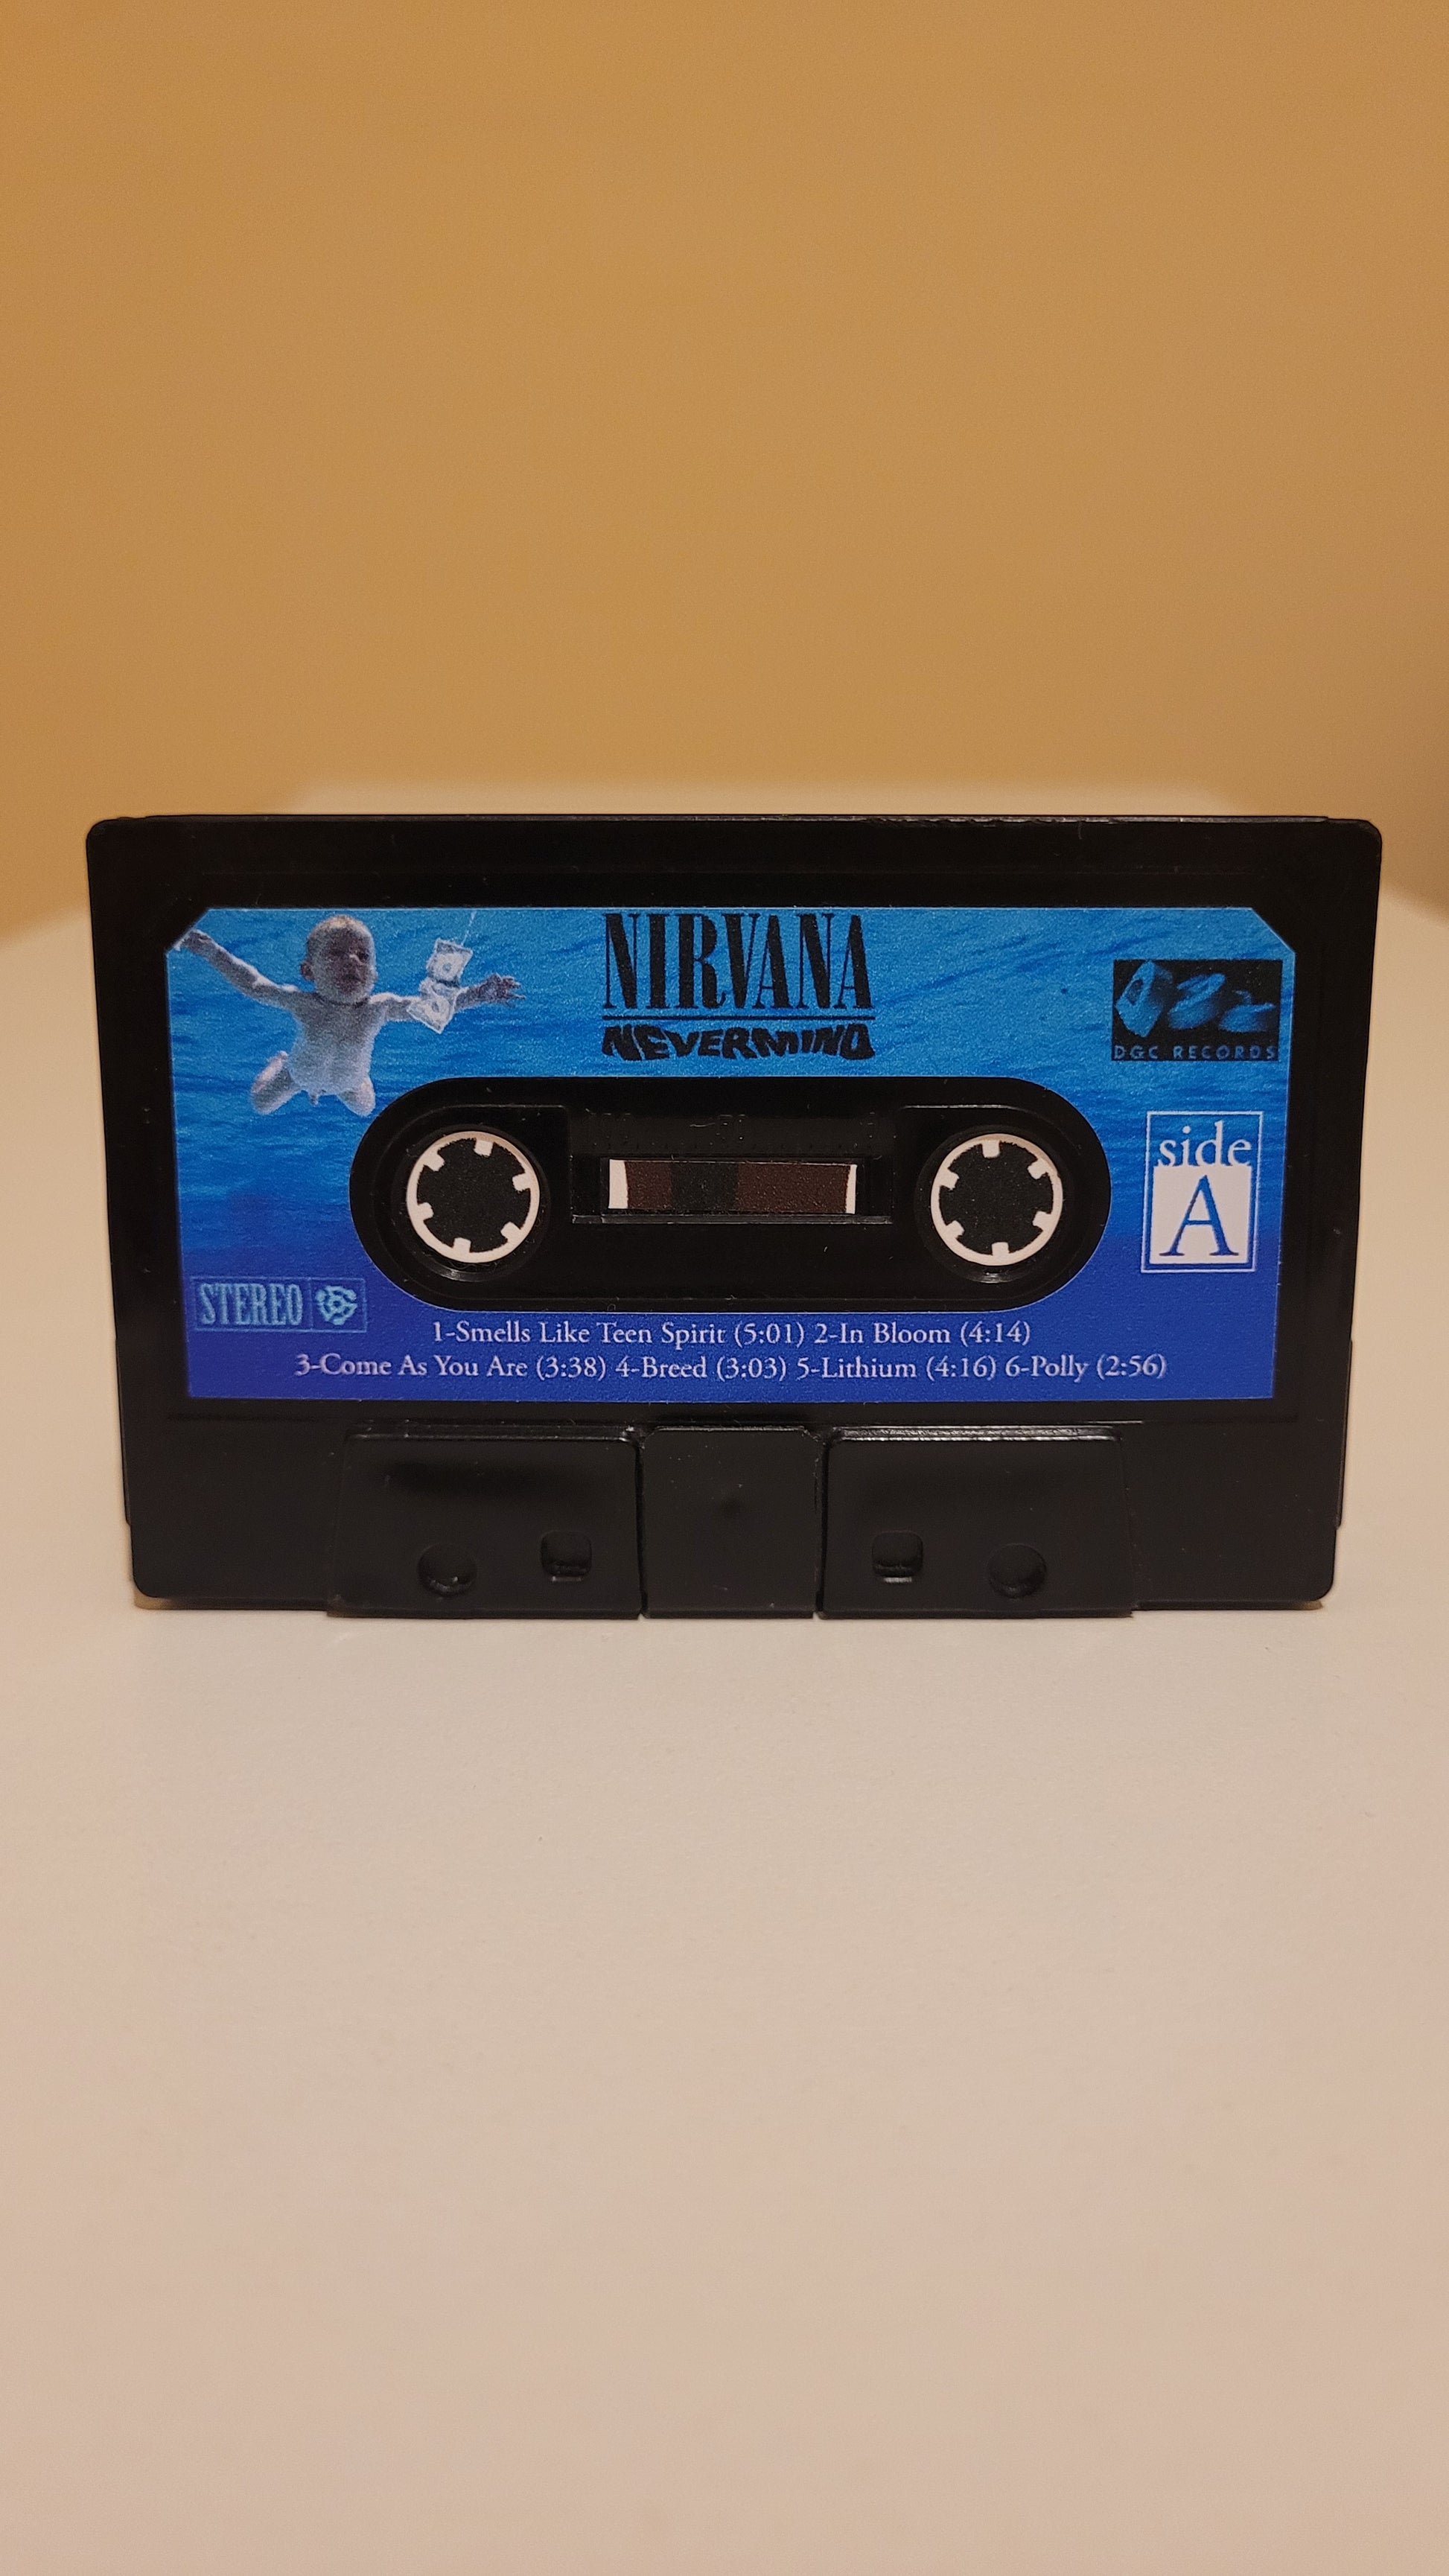 NIRVANA
NEVERMIND
DGC RECORDS
side
A
STEREO
1-Smells Like Teen Spirit (5:01) 2-In Bloom (4:14)
3-Come As You Are (3:38) 4-Breed (3:03) 5-Lithium (4:16) 6-Polly (2:56)